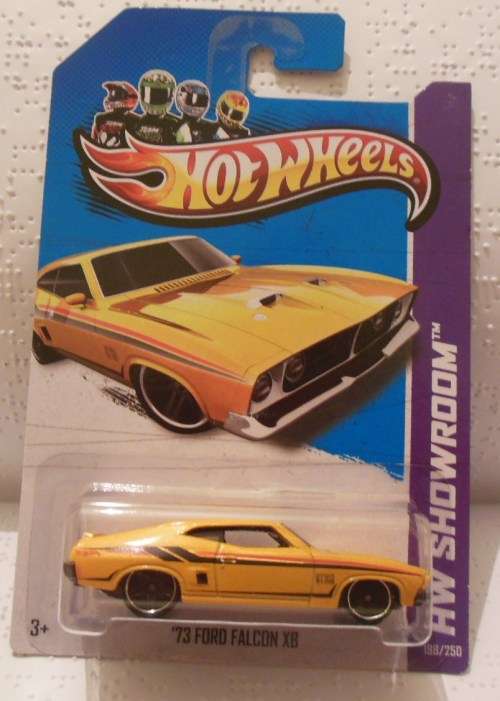 HOT WHEELS
HW SHOWROOM™
3+
'73 FORD FALCON XB
198/250